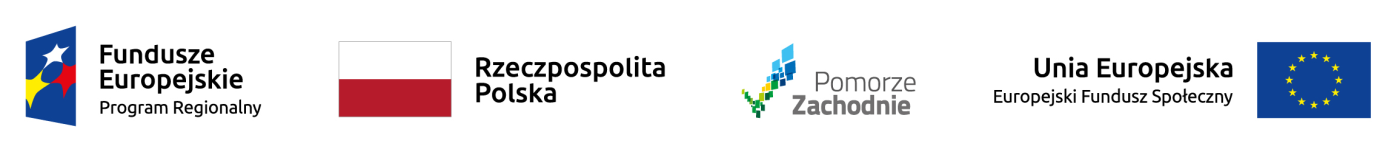 Fundusze
Europejskie
Program Regionalny
Rzeczpospolita
Polska
Pomorze
Zachodnie
Unia Europejska
Europejski Fundusz Społeczny